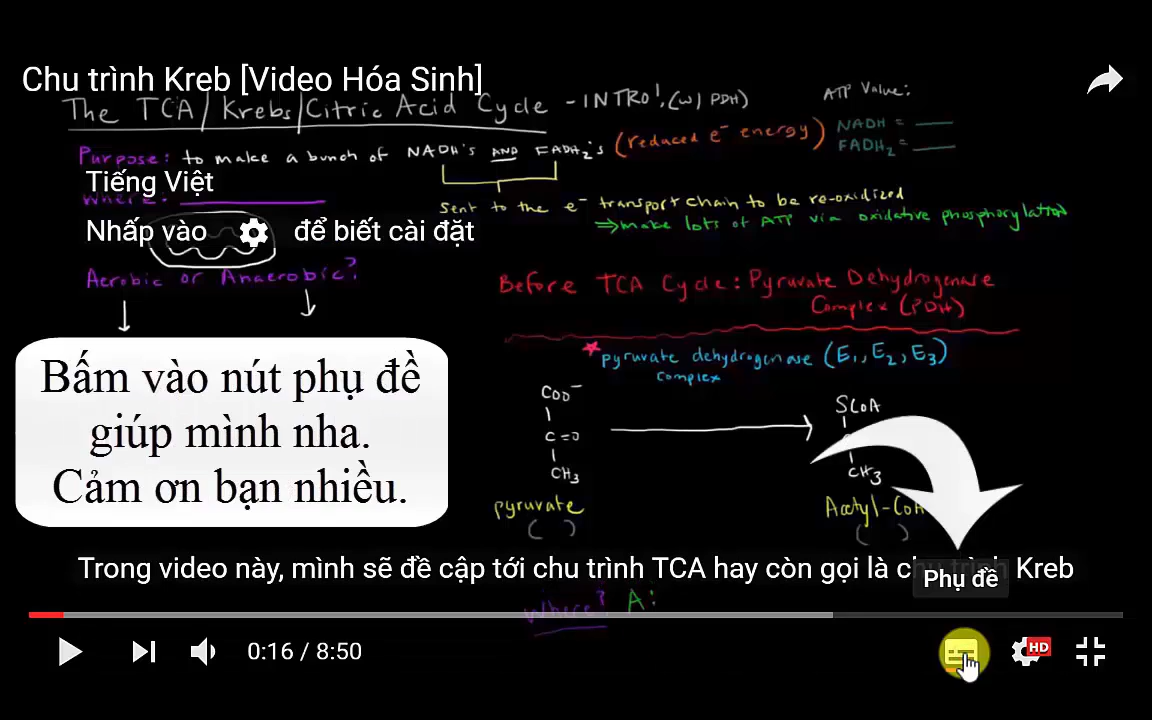 Chu trình Kreb [Video Hóa Sinh]
The TCA/Krebs/Citric Acid Cycle - INTRO! (w/ PDH)
ATP Value:
NADH = ___
FADH₂ = ___
Purpose: to make a bunch of NADH's AND FADH₂'s (reduced e⁻ energy)
Tiếng Việt
Where:
sent to the e⁻ transport chain to be re-oxidized
⇒ make lots of ATP via oxidative phosphorylation
Nhấp vào để biết cài đặt
Aerobic or Anaerobic?
Before TCA Cycle: Pyruvate Dehydrogenase
Complex (PDH)
Bấm vào nút phụ đề
giúp mình nha.
Cảm ơn bạn nhiều.
pyruvate dehydrogenase (E₁, E₂, E₃)
complex
COO⁻
C=O
CH₃
pyruvate
( )
SCoA
CH₃
Acetyl-CoA
( )
Trong video này, mình sẽ đề cập tới chu trình TCA hay còn gọi là chu trình Kreb
Phụ đề
Where? A:
0:16 / 8:50
HD